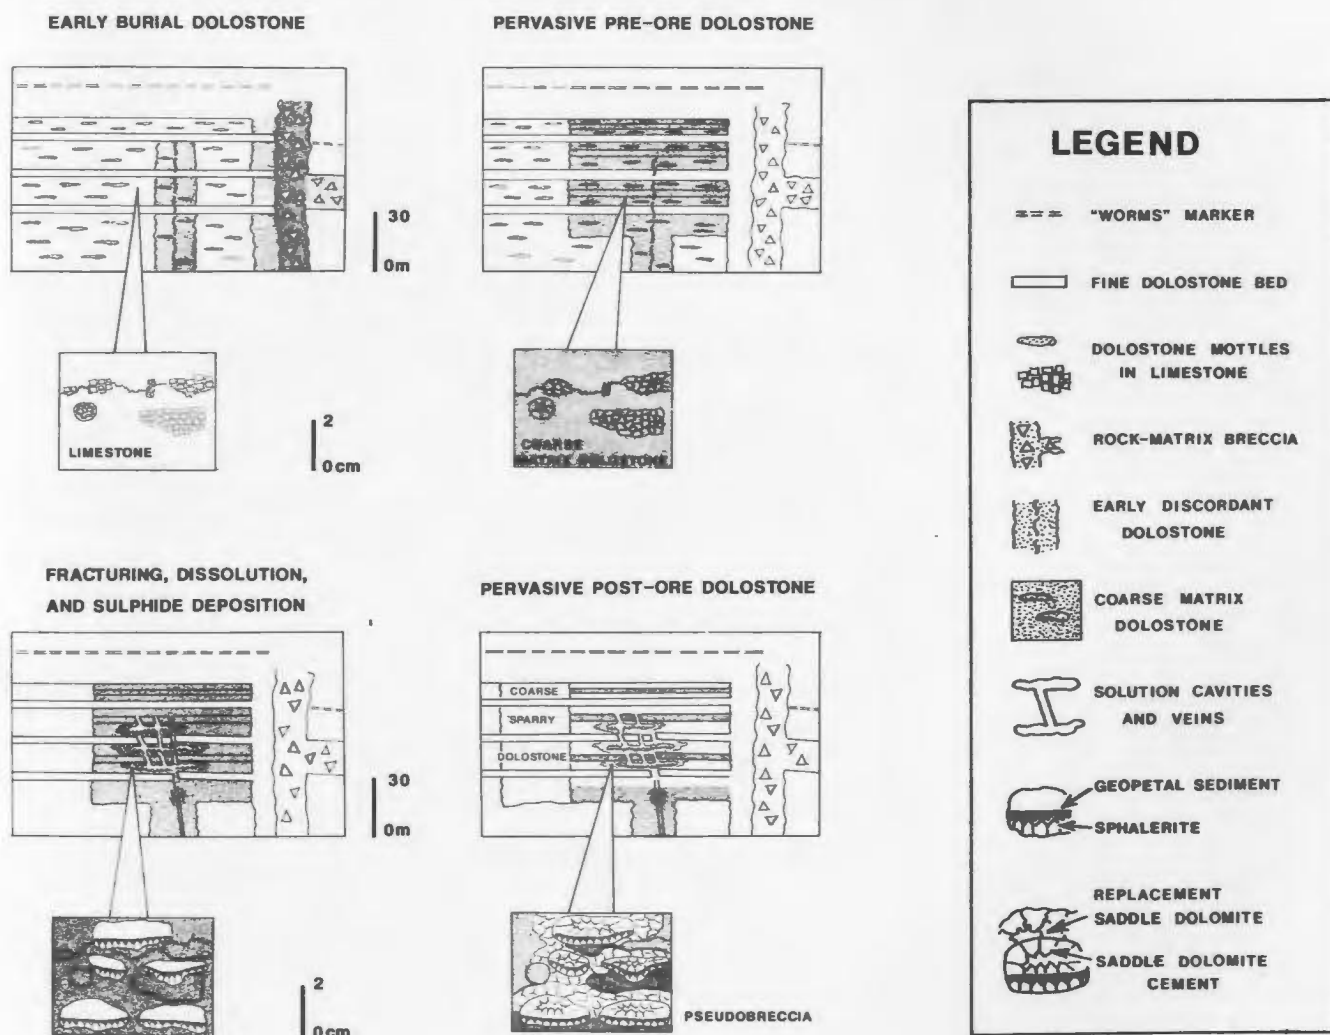 EARLY BURIAL DOLOSTONE
PERVASIVE PRE-ORE DOLOSTONE
30
0m
LIMESTONE
2
0cm
COARSE
MATRIX DOLOSTONE
FRACTURING, DISSOLUTION,
AND SULPHIDE DEPOSITION
PERVASIVE POST-ORE DOLOSTONE
30
0m
COARSE
SPARRY
DOLOSTONE
2
0cm
PSEUDOBRECCIA
LEGEND
"WORMS" MARKER
FINE DOLOSTONE BED
DOLOSTONE MOTTLES
IN LIMESTONE
ROCK-MATRIX BRECCIA
EARLY DISCORDANT
DOLOSTONE
COARSE MATRIX
DOLOSTONE
SOLUTION CAVITIES
AND VEINS
GEOPETAL SEDIMENT
SPHALERITE
REPLACEMENT
SADDLE DOLOMITE
SADDLE DOLOMITE
CEMENT